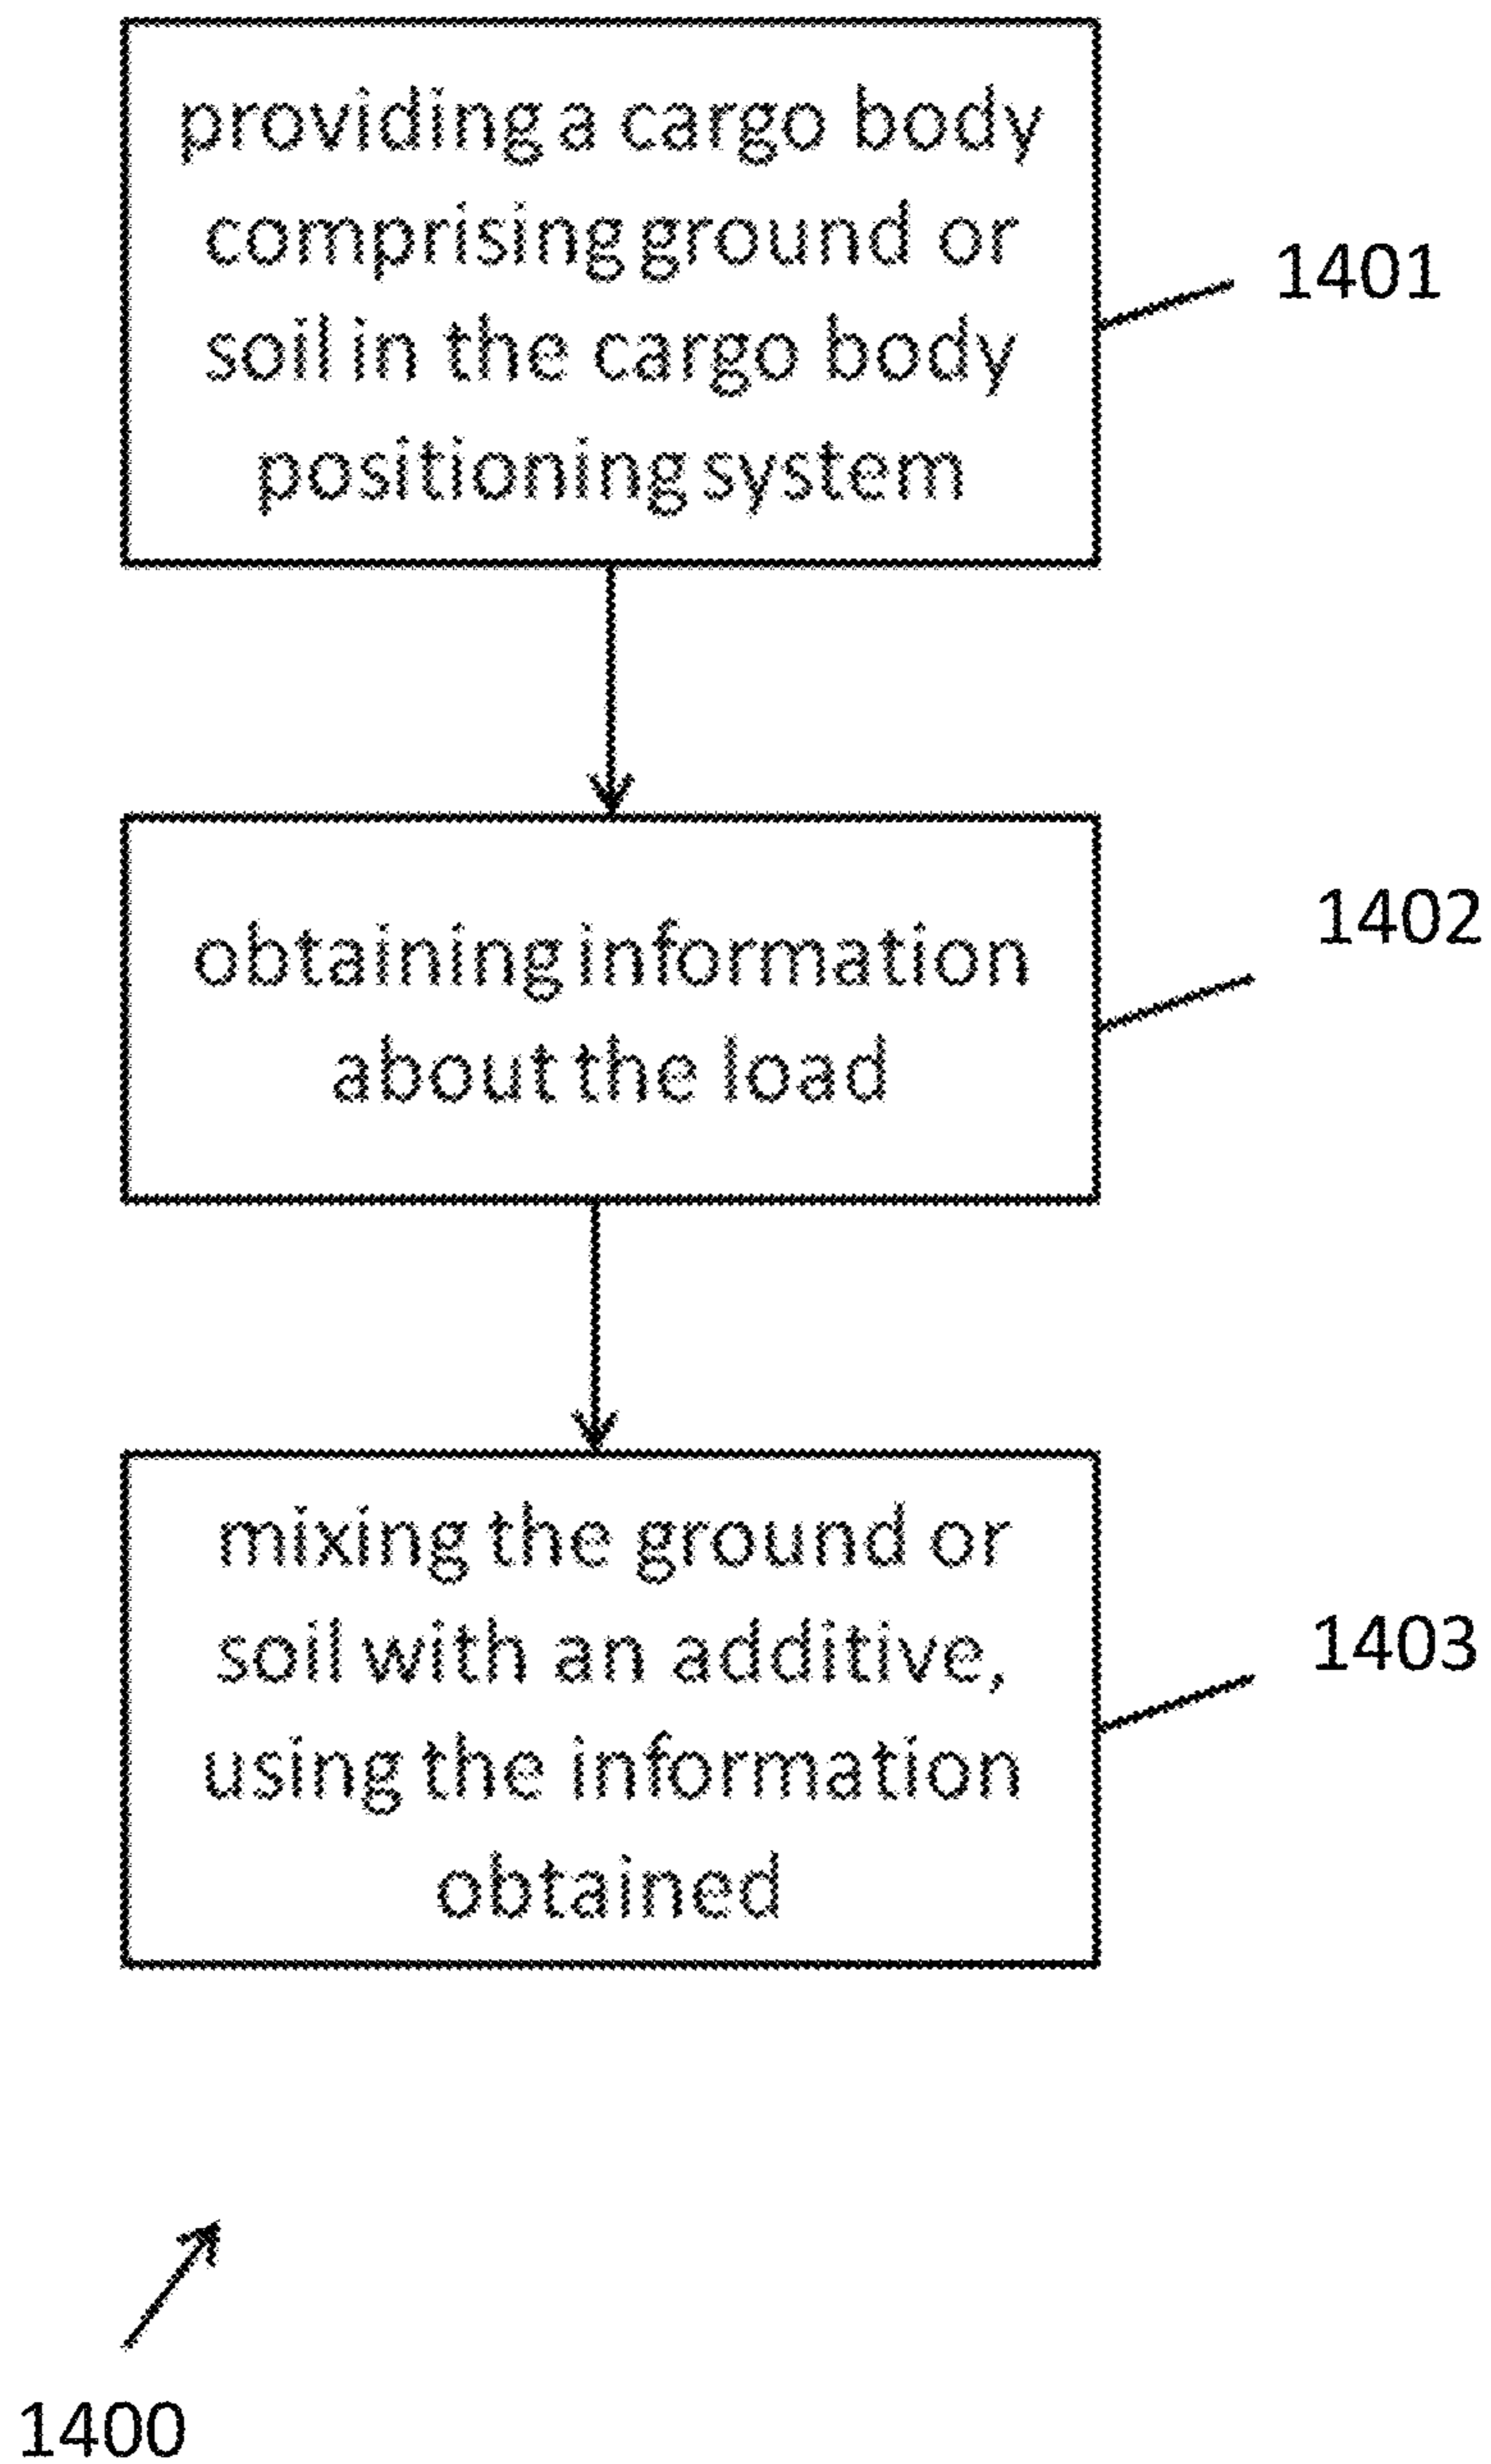 providing a cargo body
comprising ground or
soil in the cargo body
positioning system
1401
obtaining information
about the load
1402
mixing the ground or
soil with an additive,
using the information
obtained
1403
1400